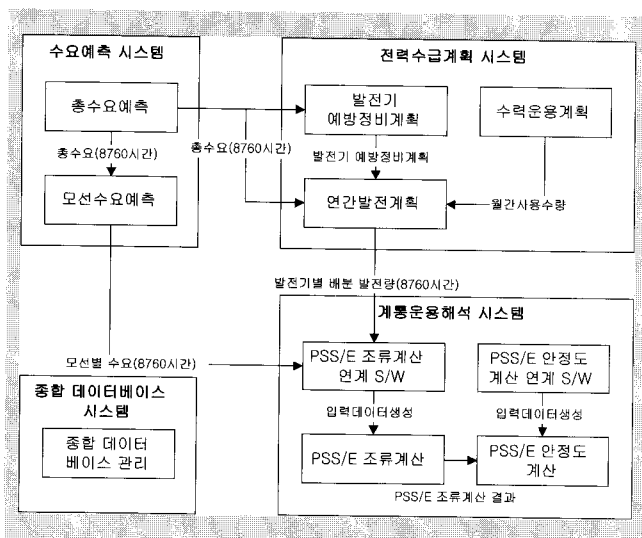 수요예측 시스템
총수요예측
총수요(8760시간)
모선수요예측
총수요(8760시간)
전력수급계획 시스템
발전기
예방정비계획
수력운용계획
발전기 예방정비계획
연간발전계획
월간사용수량
발전기별 배분 발전량(8760시간)
모선별 수요(8760시간)
계통운용해석 시스템
PSS/E 조류계산
연계 S/W
PSS/E 안정도
계산 연계 S/W
입력데이터생성
입력데이터생성
PSS/E 조류계산
PSS/E 안정도
계산
PSS/E 조류계산 결과
종합 데이터베이스
시스템
종합 데이터
베이스 관리